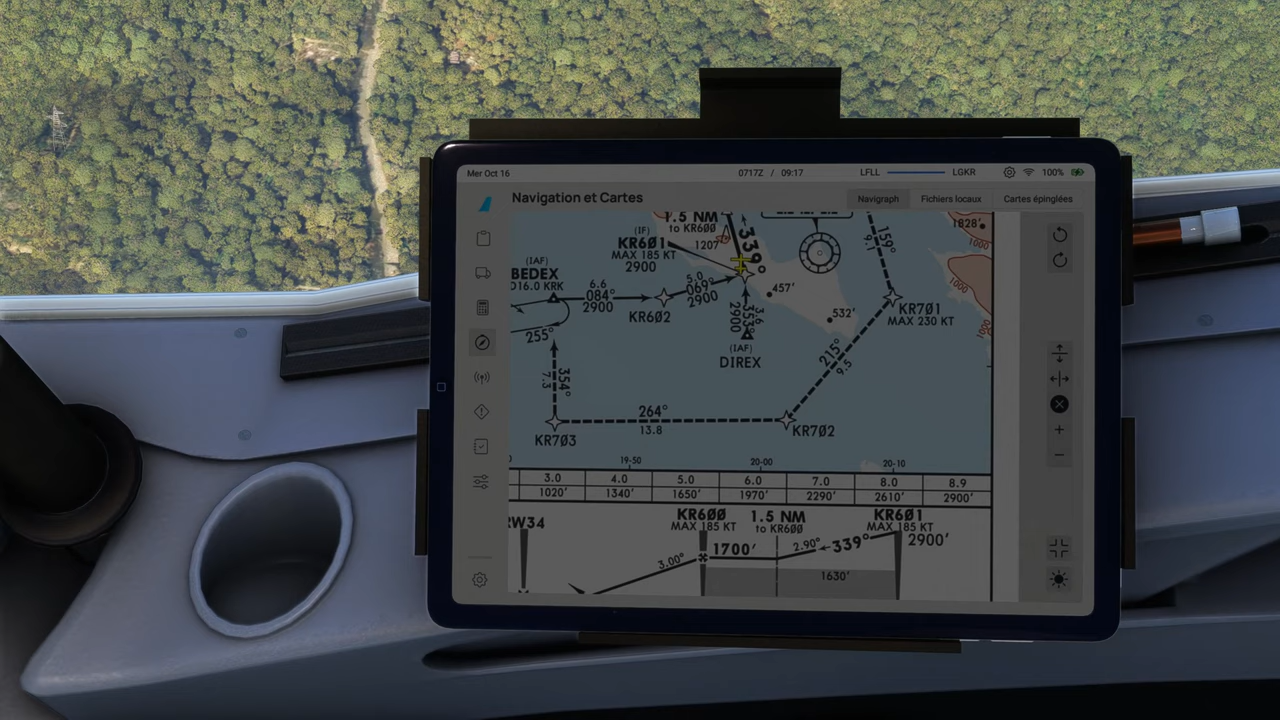 Mer Oct 16
0717Z / 09:17
LFLL
LGKR
100%
Navigation et Cartes
Navigraph
Fichiers locaux
Cartes épinglées
1.5 NM
to KR600
(IF)
KR601
MAX 185 KT
2900
1207'
339°
159°
9.1
1828'
1000
1000
(IAF)
BEDEX
D16.0 KRK
6.6
084°
2900
KR602
5.0
069°
2900
457'
532'
KR701
MAX 230 KT
255°
353°
3.6
2900
(IAF)
DIREX
215°
9.5
354°
7.3
264°
13.8
KR703
KR702
19-50
20-00
20-10
3.0 4.0 5.0 6.0 7.0 8.0 8.9
1020' 1340' 1650' 1970' 2290' 2610' 2900'
RW34
KR600
MAX 185 KT
1.5 NM
to KR600
KR601
MAX 185 KT
2900'
1700'
3.00°
2.90°
339°
1630'